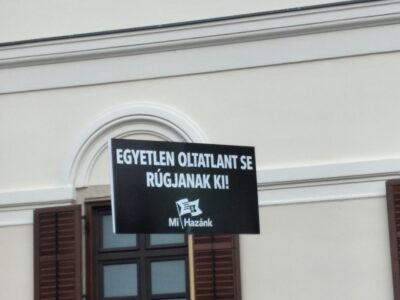 EGYETLEN OLTATLANT SE
RÚGJANAK KI!
Mi Hazánk